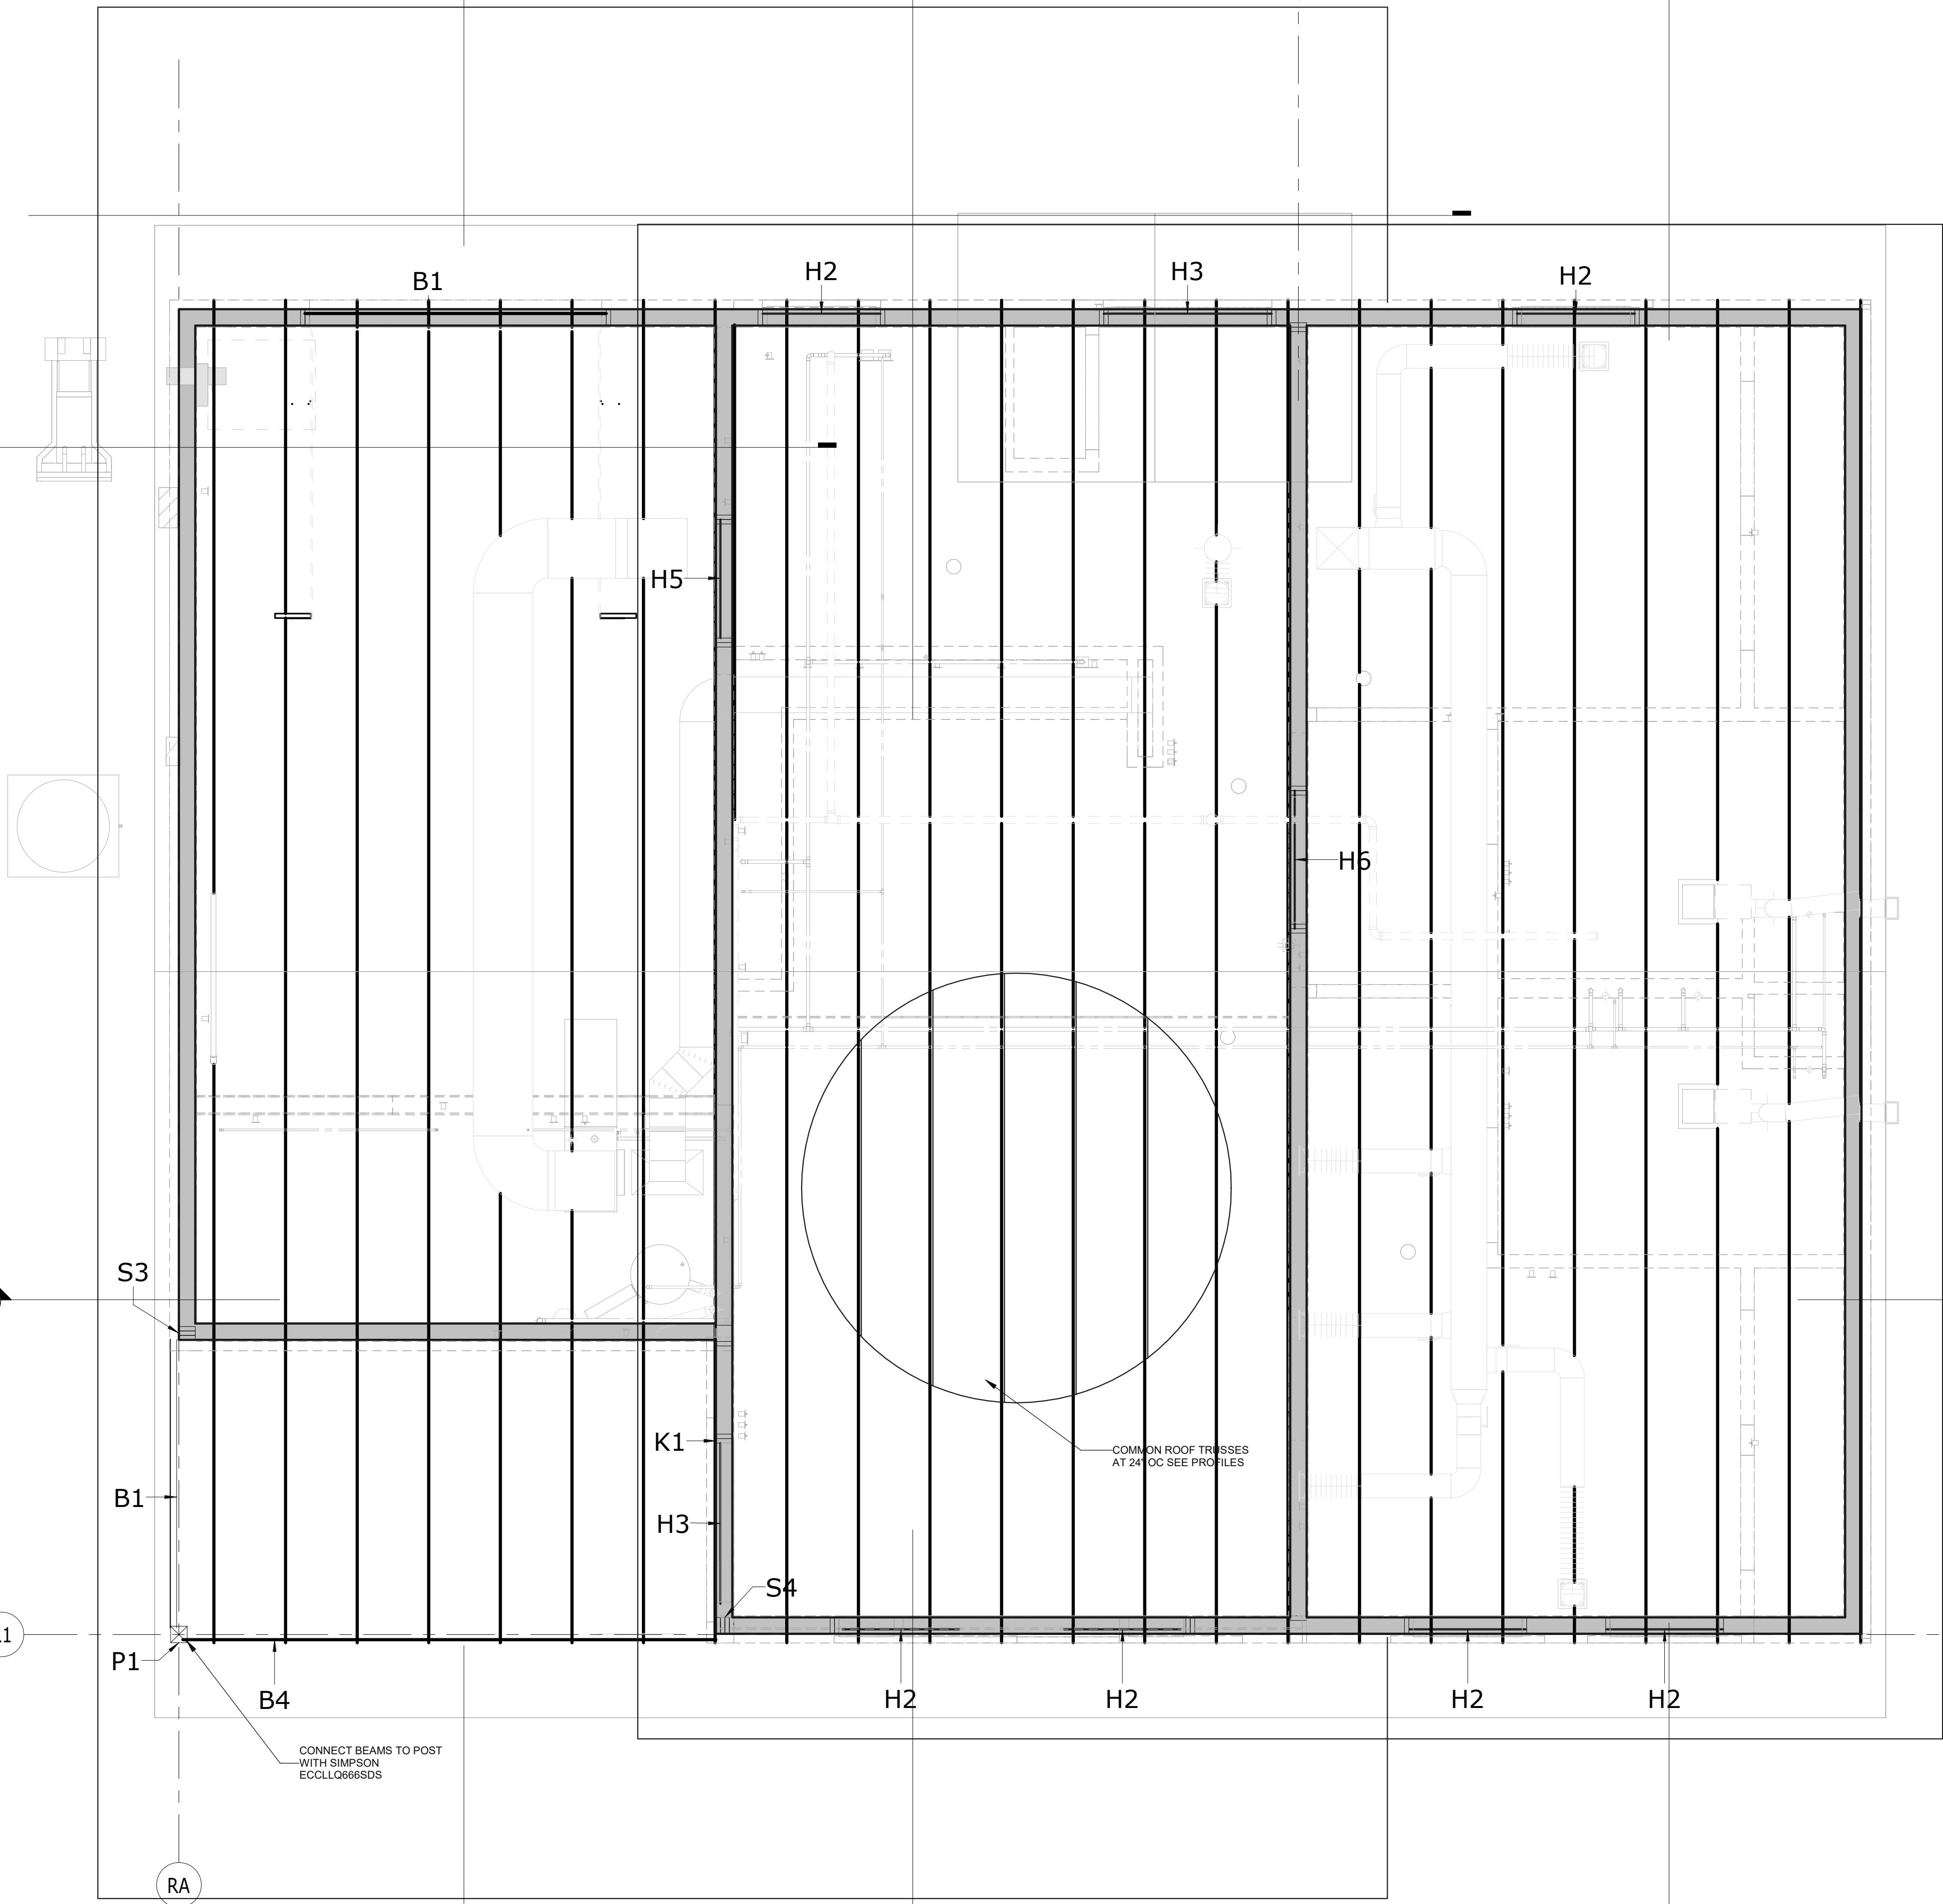 B1
H2
H3
H2
H5
H6
S3
K1
COMMON ROOF TRUSSES
AT 24" OC SEE PROFILES
B1
H3
S4
P1
B4
H2
H2
H2
H2
CONNECT BEAMS TO POST
WITH SIMPSON
ECCLLQ666SDS
RA